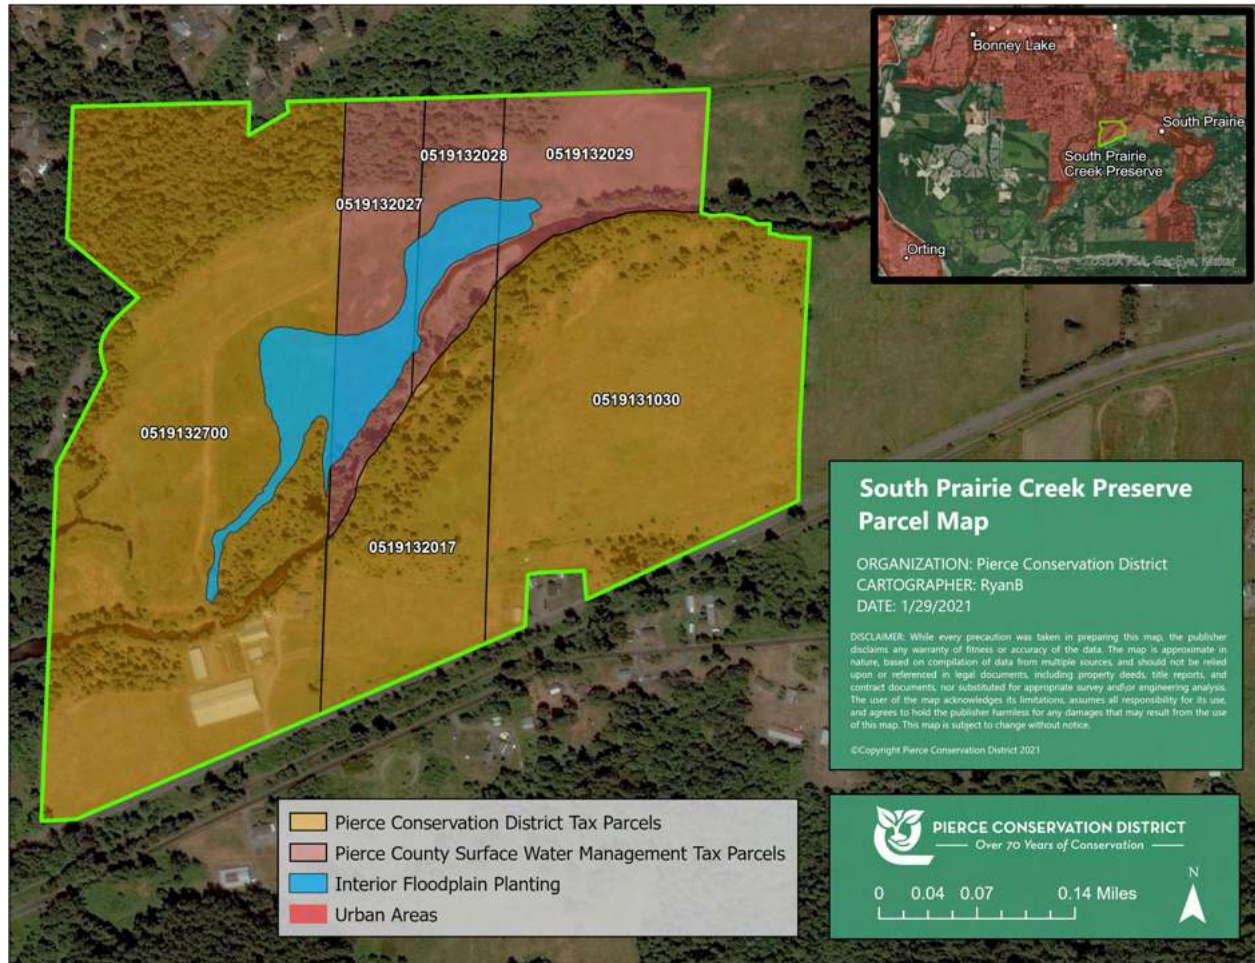 Bonney Lake
South Prairie
South Prairie
Creek Preserve
Orting
0519132028
0519132029
0519132027
0519131030
0519132700
0519132017
South Prairie Creek Preserve
Parcel Map
ORGANIZATION: Pierce Conservation District
CARTOGRAPHER: RyanB
DATE: 1/29/2021
DISCLAIMER: While every precaution was taken in preparing this map, the publisher
disclaims any warranty of fitness or accuracy of the data. The map is approximate in
nature, based on compilation of data from multiple sources, and should not be relied
upon or referenced in legal documents, including property deeds, title reports, and
contract documents, nor substituted for appropriate survey and\or engineering analysis.
The user of the map acknowledges its limitations, assumes all responsibility for its use,
and agrees to hold the publisher harmless for any damages that may result from the use
of this map. This map is subject to change without notice.
©Copyright Pierce Conservation District 2021
Pierce Conservation District Tax Parcels
Pierce County Surface Water Management Tax Parcels
Interior Floodplain Planting
Urban Areas
PIERCE CONSERVATION DISTRICT
Over 70 Years of Conservation
N
0 0.04 0.07 0.14 Miles